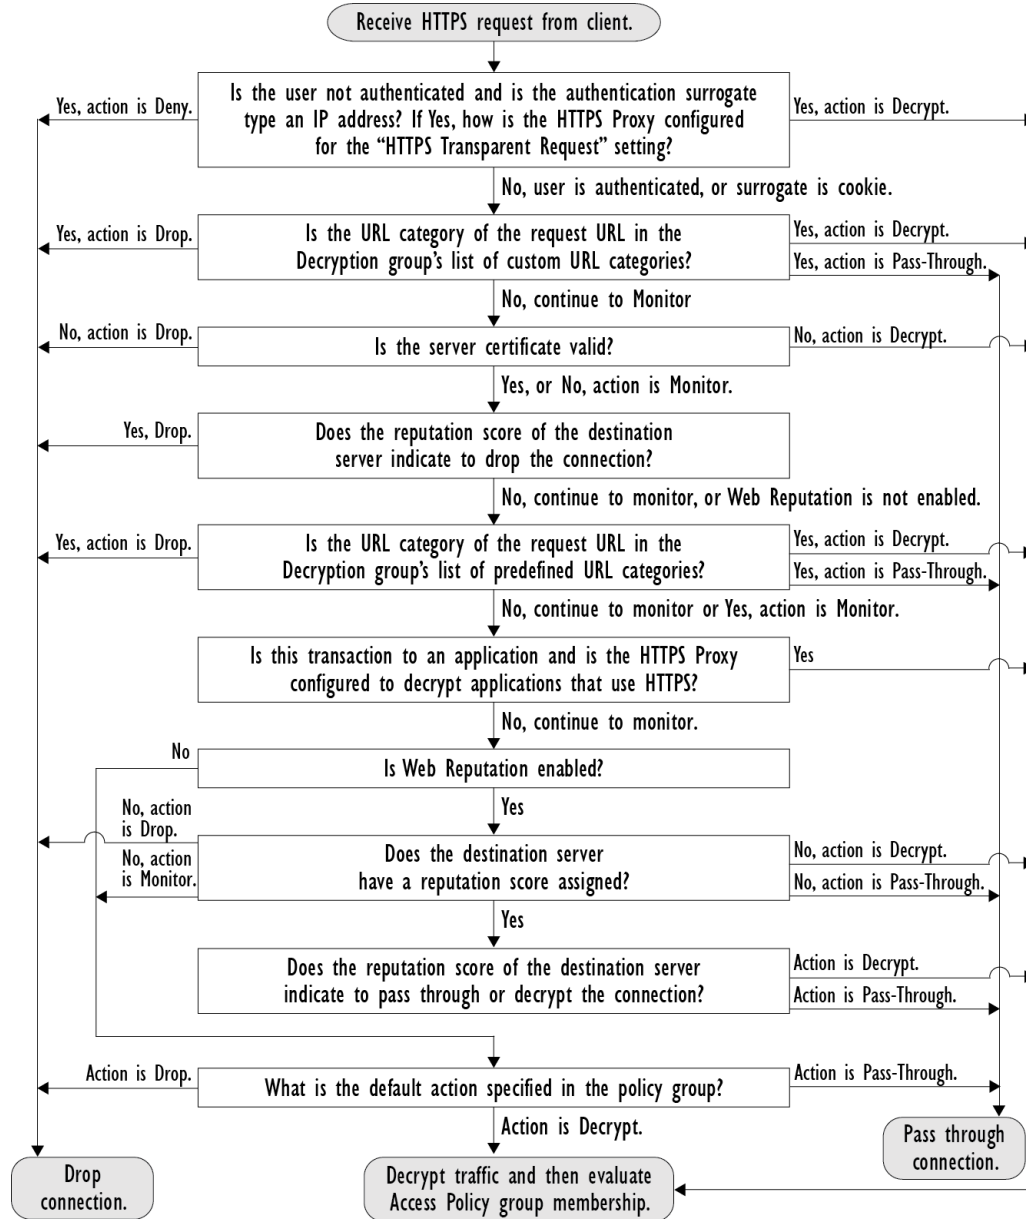 Receive HTTPS request from client.
Is the user not authenticated and is the authentication surrogate
type an IP address? If Yes, how is the HTTPS Proxy configured
for the “HTTPS Transparent Request” setting?
Yes, action is Deny.
Yes, action is Decrypt.
No, user is authenticated, or surrogate is cookie.
Is the URL category of the request URL in the
Decryption group’s list of custom URL categories?
Yes, action is Drop.
Yes, action is Decrypt.
Yes, action is Pass-Through.
No, continue to Monitor
Is the server certificate valid?
No, action is Drop.
No, action is Decrypt.
Yes, or No, action is Monitor.
Does the reputation score of the destination
server indicate to drop the connection?
Yes, Drop.
No, continue to monitor, or Web Reputation is not enabled.
Is the URL category of the request URL in the
Decryption group’s list of predefined URL categories?
Yes, action is Drop.
Yes, action is Decrypt.
Yes, action is Pass-Through.
No, continue to monitor or Yes, action is Monitor.
Is this transaction to an application and is the HTTPS Proxy
configured to decrypt applications that use HTTPS?
Yes
No, continue to monitor.
No
Is Web Reputation enabled?
Yes
No, action
is Drop.
No, action
is Monitor.
Does the destination server
have a reputation score assigned?
No, action is Decrypt.
No, action is Pass-Through.
Yes
Does the reputation score of the destination server
indicate to pass through or decrypt the connection?
Action is Decrypt.
Action is Pass-Through.
Action is Drop.
What is the default action specified in the policy group?
Action is Pass-Through.
Action is Decrypt.
Drop
connection.
Decrypt traffic and then evaluate
Access Policy group membership.
Pass through
connection.